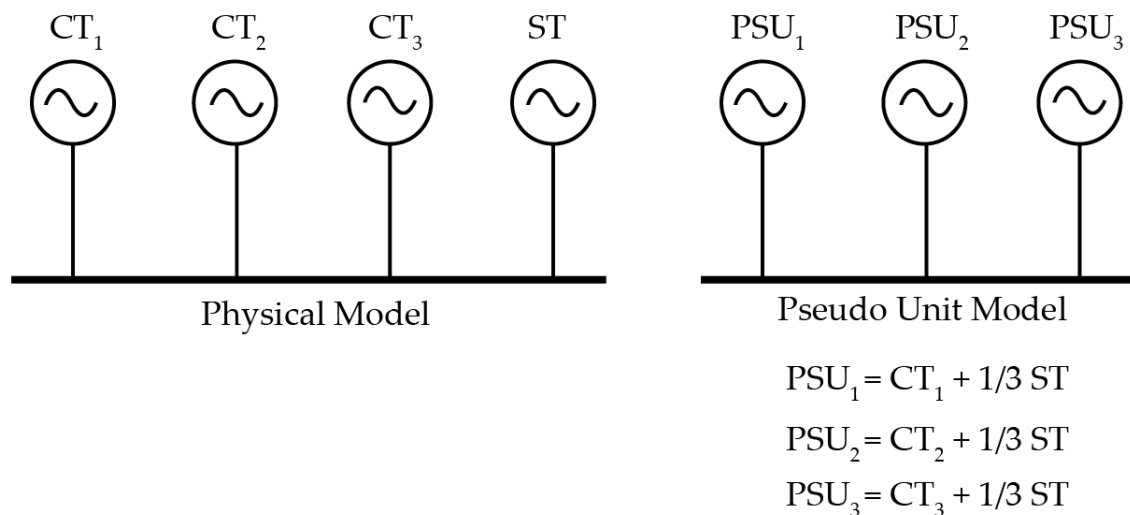 CT₁ CT₂ CT₃ ST PSU₁ PSU₂ PSU₃
Physical Model
Pseudo Unit Model
PSU₁ = CT₁ + 1/3 ST
PSU₂ = CT₂ + 1/3 ST
PSU₃ = CT₃ + 1/3 ST